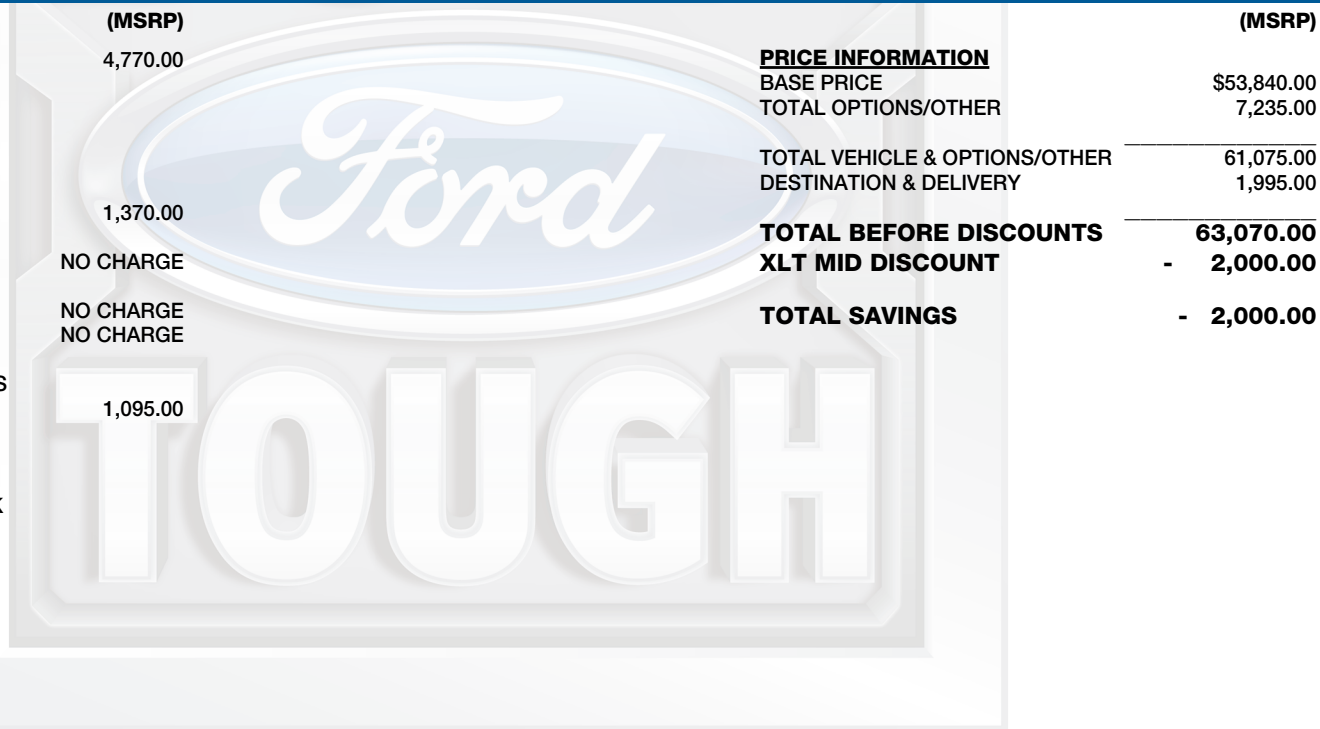 (MSRP)
4,770.00
1,370.00
NO CHARGE
NO CHARGE
NO CHARGE
S
1,095.00
K
Ford
TOUGH
(MSRP)
PRICE INFORMATION
BASE PRICE $53,840.00
TOTAL OPTIONS/OTHER 7,235.00
TOTAL VEHICLE & OPTIONS/OTHER 61,075.00
DESTINATION & DELIVERY 1,995.00
TOTAL BEFORE DISCOUNTS 63,070.00
XLT MID DISCOUNT - 2,000.00
TOTAL SAVINGS - 2,000.00